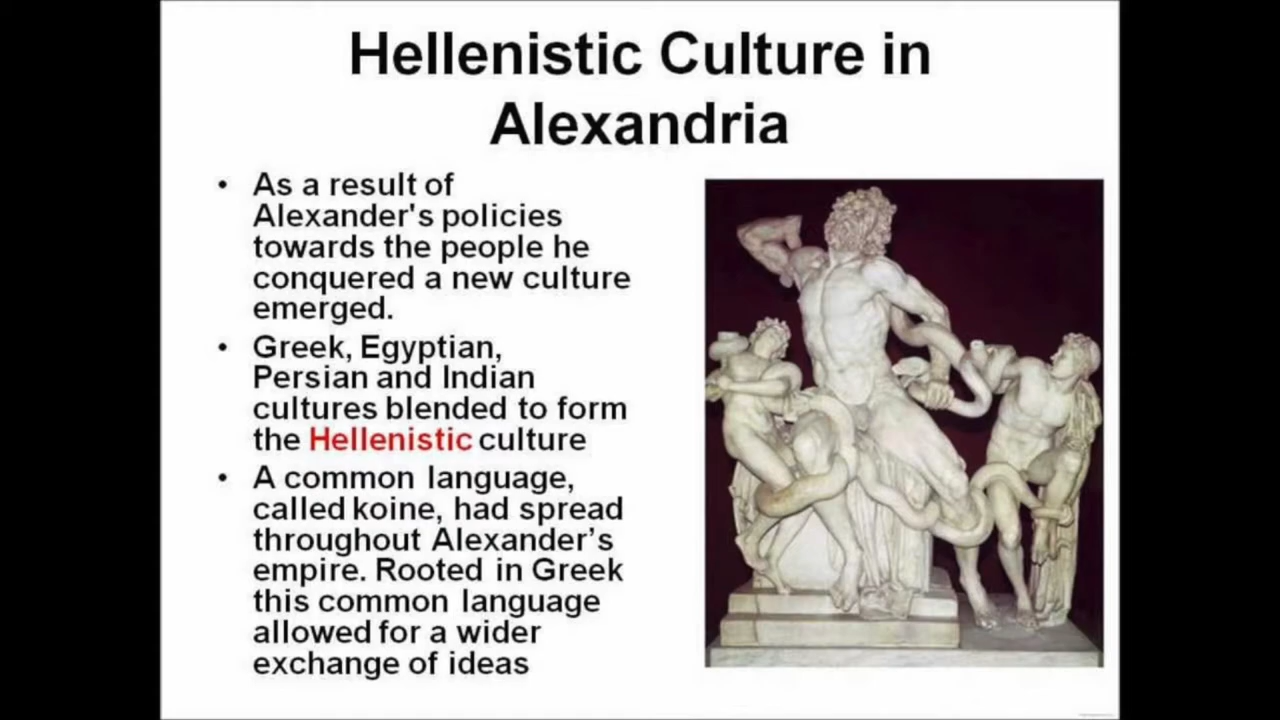 Hellenistic Culture in
Alexandria
• As a result of
Alexander's policies
towards the people he
conquered a new culture
emerged.
• Greek, Egyptian,
Persian and Indian
cultures blended to form
the Hellenistic culture
• A common language,
called koine, had spread
throughout Alexander’s
empire. Rooted in Greek
this common language
allowed for a wider
exchange of ideas